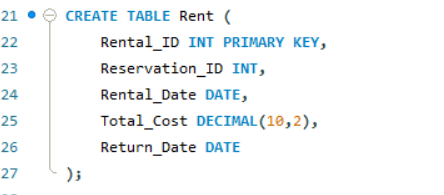 21 CREATE TABLE Rent (
22 Rental_ID INT PRIMARY KEY,
23 Reservation_ID INT,
24 Rental_Date DATE,
25 Total_Cost DECIMAL(10,2),
26 Return_Date DATE
27 );